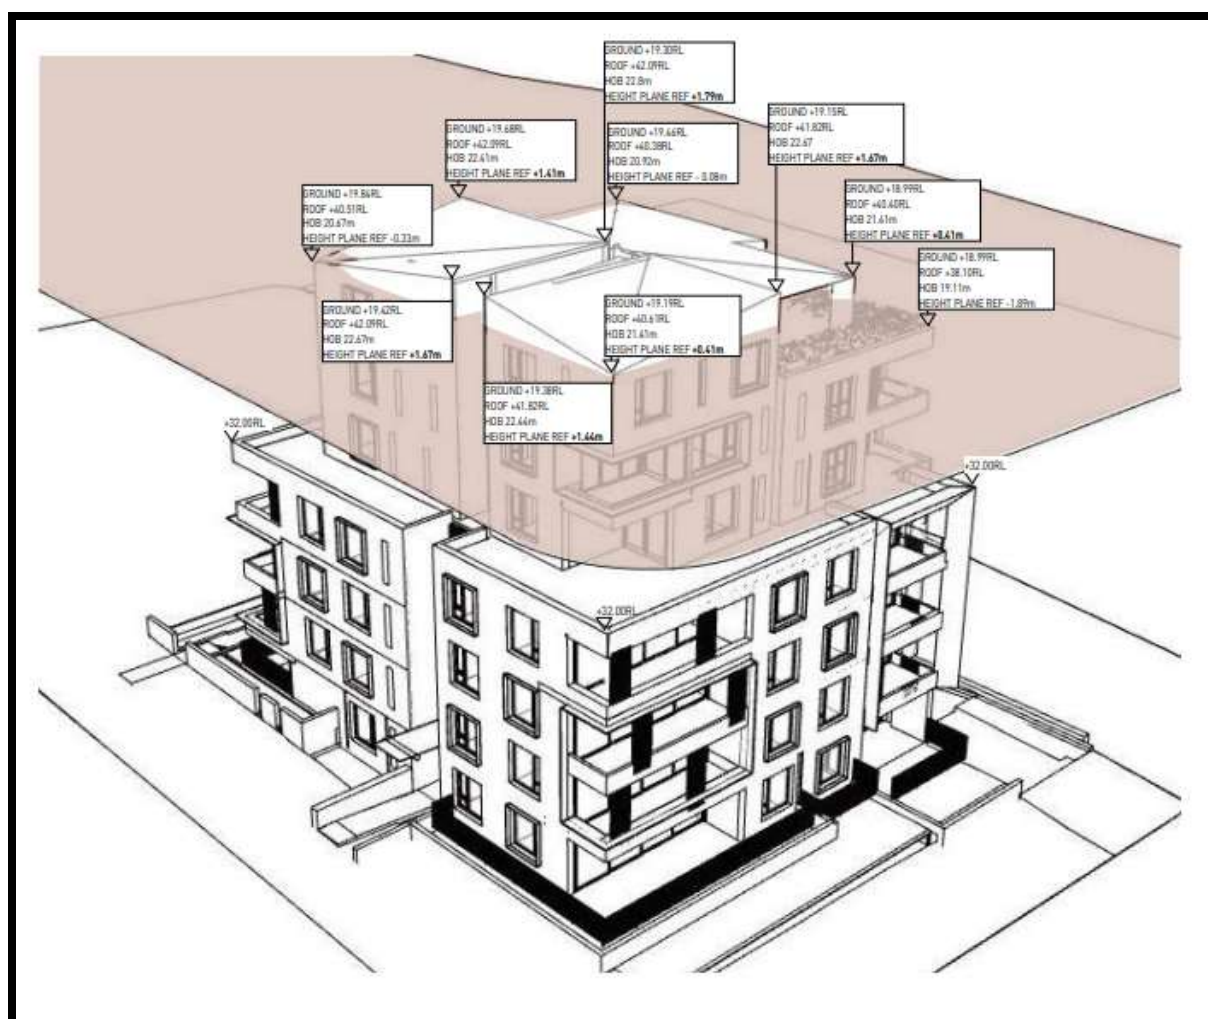 GROUND +19.30RL
ROOF +42.09RL
HOB 22.8m
HEIGHT PLANE REF +1.79m
GROUND +19.15RL
ROOF +41.82RL
HOB 22.67
HEIGHT PLANE REF +1.67m
GROUND +19.68RL
ROOF +42.09RL
HOB 22.41m
HEIGHT PLANE REF +1.41m
GROUND +19.46RL
ROOF +40.38RL
HOB 20.92m
HEIGHT PLANE REF - 0.08m
GROUND +19.84RL
ROOF +40.51RL
HOB 20.67m
HEIGHT PLANE REF -0.33m
GROUND +18.99RL
ROOF +40.40RL
HOB 21.41m
HEIGHT PLANE REF +0.41m
GROUND +18.99RL
ROOF +38.10RL
HOB 19.11m
HEIGHT PLANE REF -1.89m
GROUND +19.42RL
ROOF +42.09RL
HOB 22.67m
HEIGHT PLANE REF +1.67m
GROUND +19.19RL
ROOF +40.61RL
HOB 21.41m
HEIGHT PLANE REF +0.41m
GROUND +19.38RL
ROOF +41.82RL
HOB 22.44m
HEIGHT PLANE REF +1.44m
+32.00RL
+32.00RL
+32.00RL